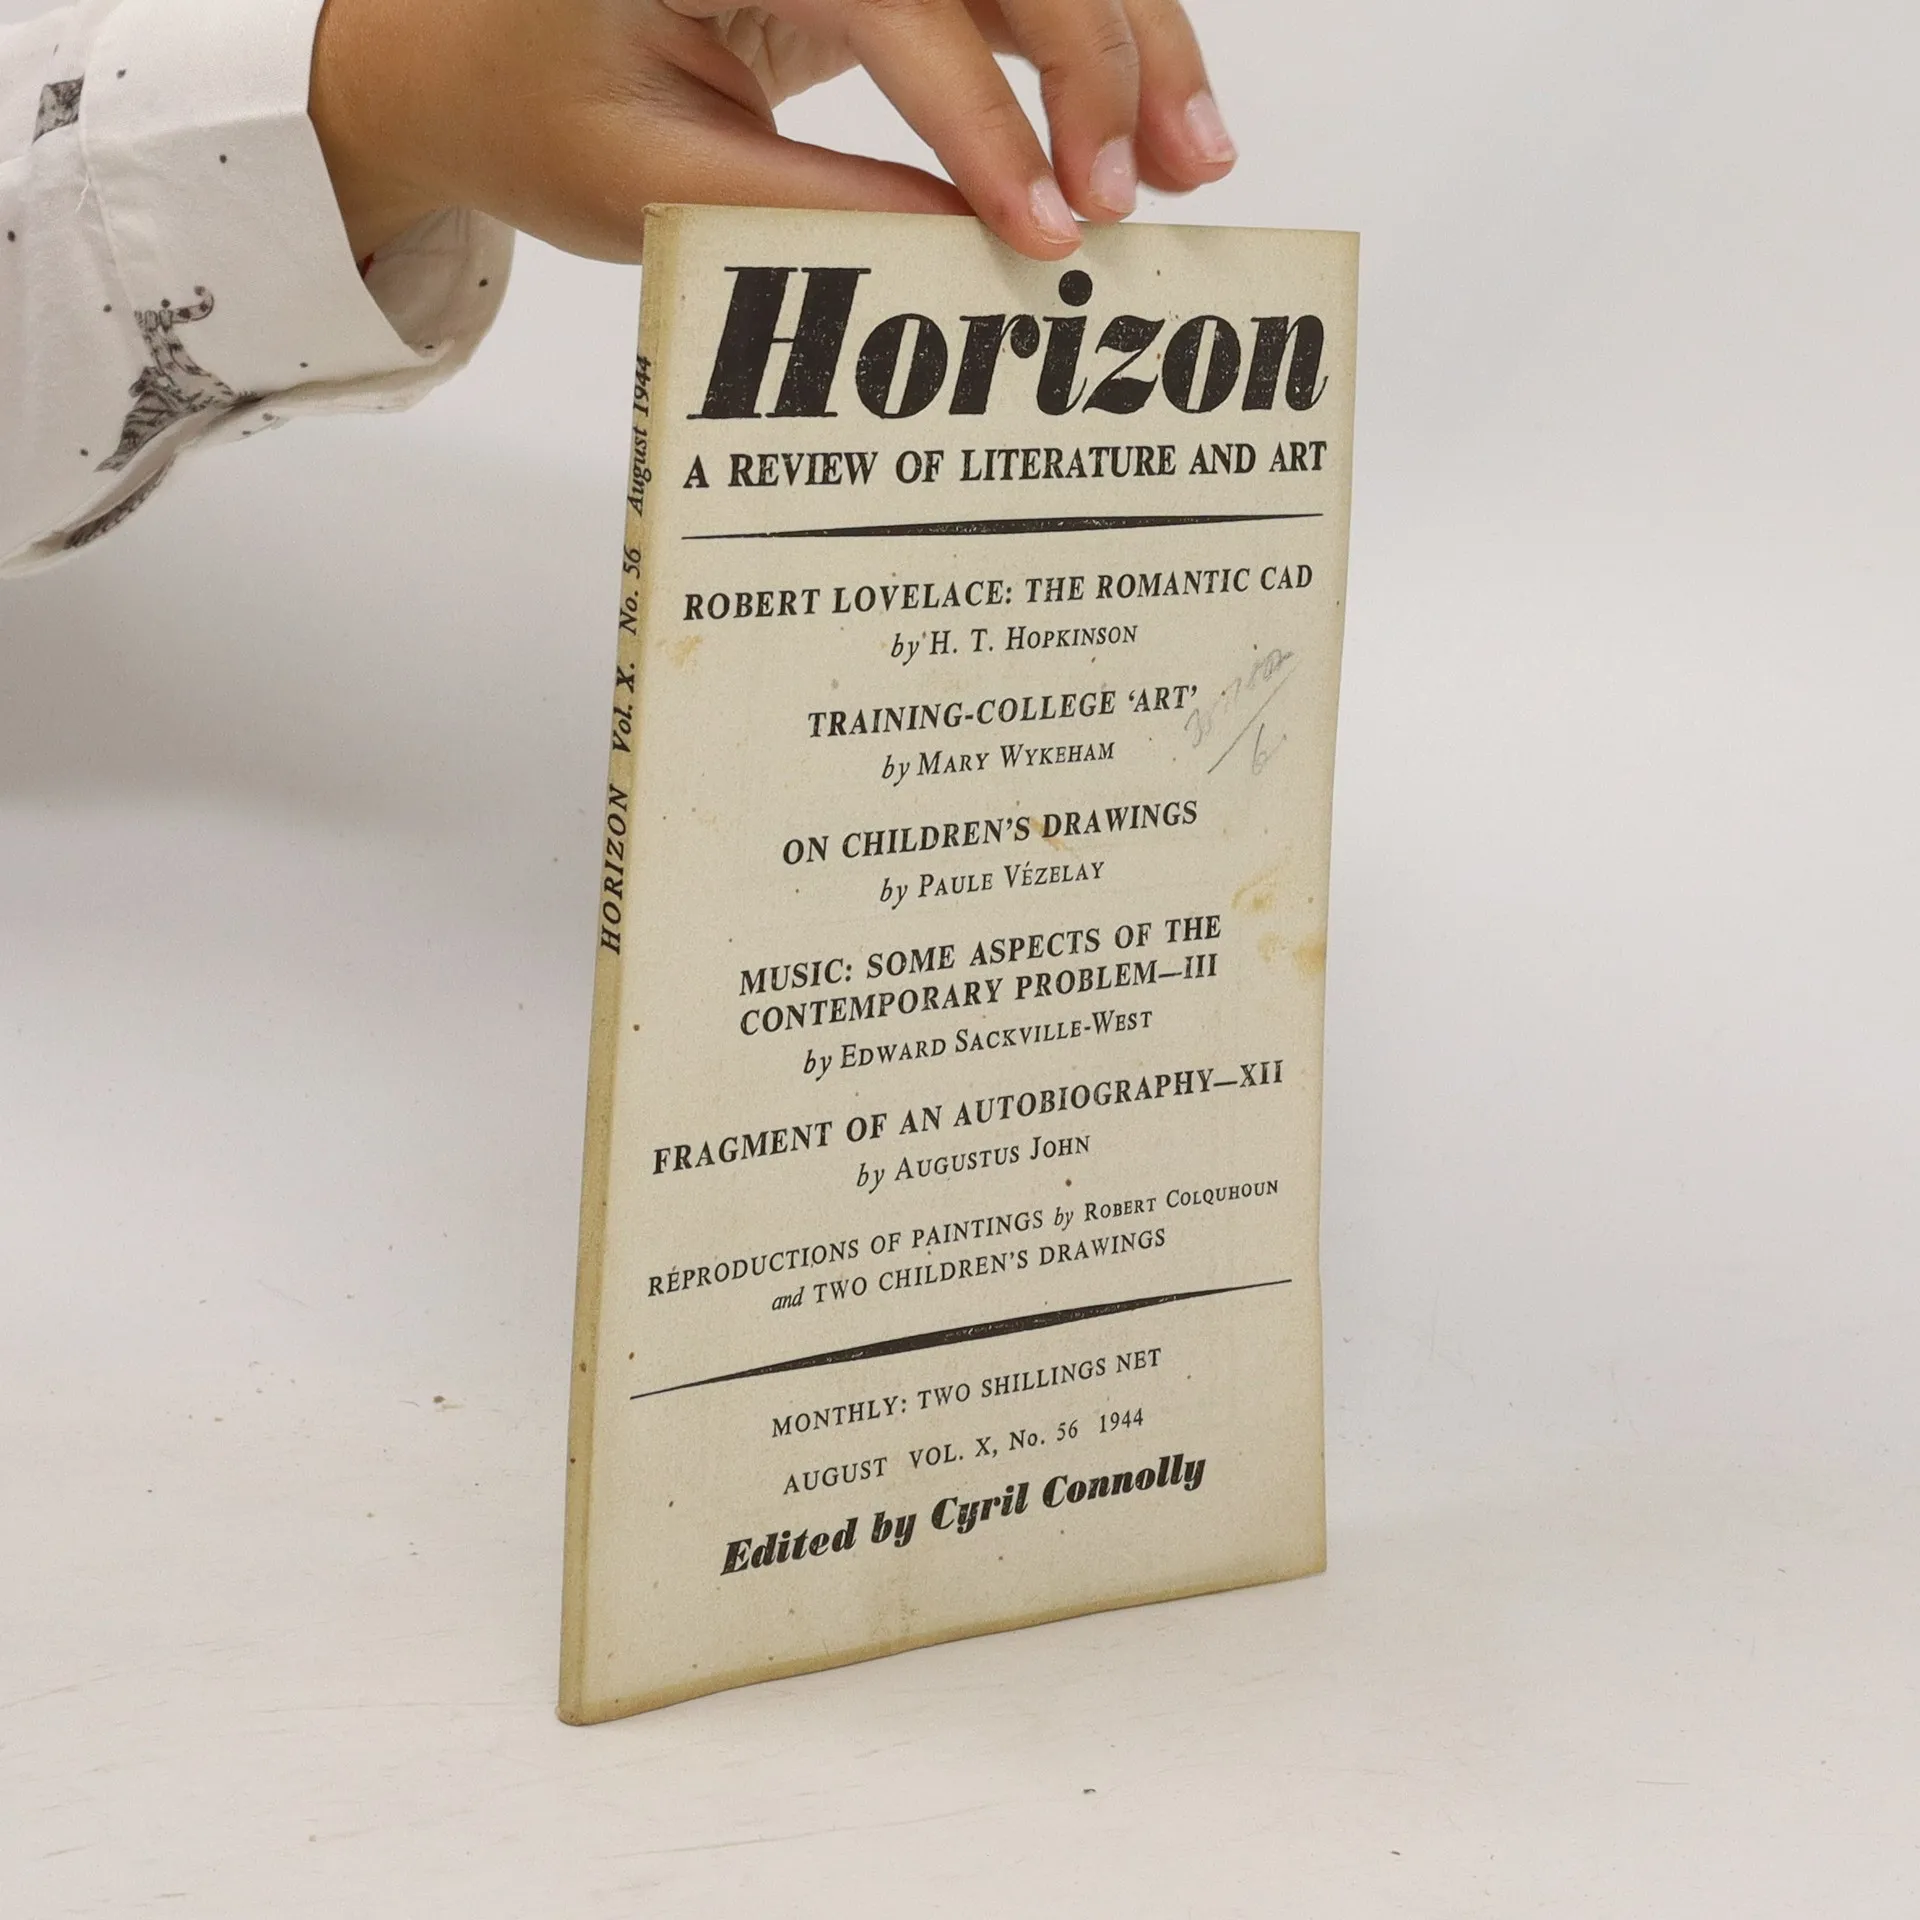 Horizon
A REVIEW OF LITERATURE AND ART
ROBERT LOVELACE: THE ROMANTIC CAD
by H. T. HOPKINSON
TRAINING-COLLEGE ‘ART’
by MARY WYKEHAM
ON CHILDREN’S DRAWINGS
by PAULE VÉZELAY
MUSIC: SOME ASPECTS OF THE
CONTEMPORARY PROBLEM—III
by EDWARD SACKVILLE-WEST
FRAGMENT OF AN AUTOBIOGRAPHY—XII
by AUGUSTUS JOHN
REPRODUCTIONS OF PAINTINGS by ROBERT COLQUHOUN
and TWO CHILDREN’S DRAWINGS
MONTHLY: TWO SHILLINGS NET
AUGUST VOL. X, No. 56 1944
Edited by Cyril Connolly
HORIZON Vol. X. No. 56 August 1944
6